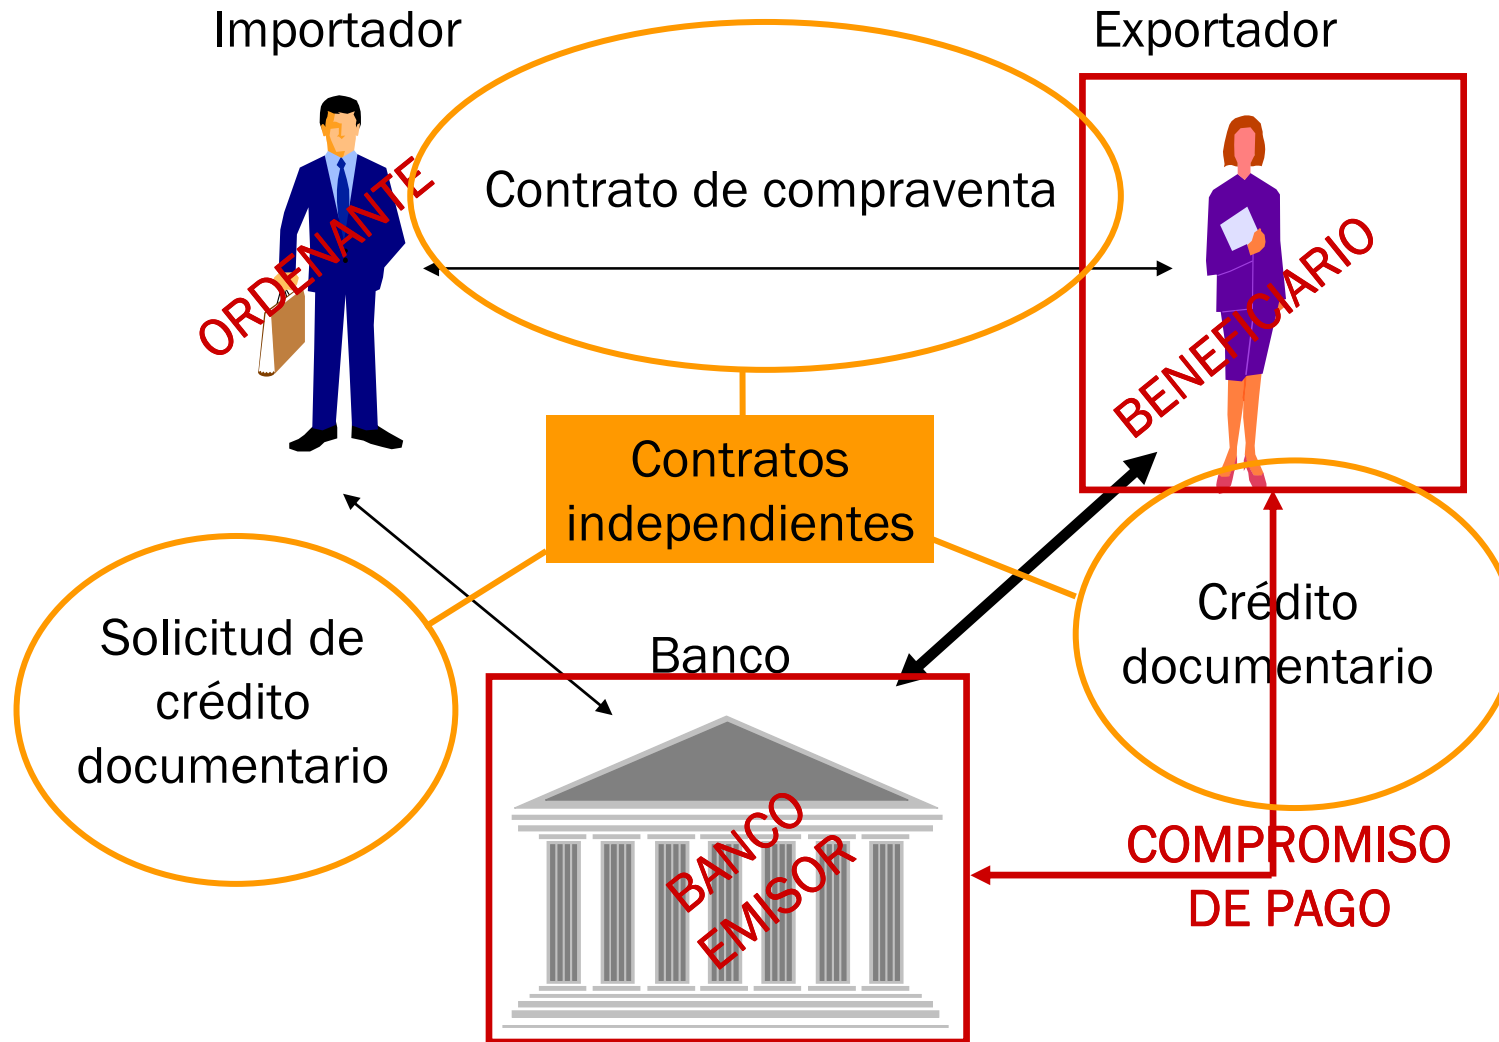 Importador
Exportador
Contrato de compraventa
ORDENANTE
BENEFICIARIO
Contratos
independientes
Solicitud de
crédito
documentario
Banco
Crédito
documentario
BANCO
EMISOR
COMPROMISO
DE PAGO